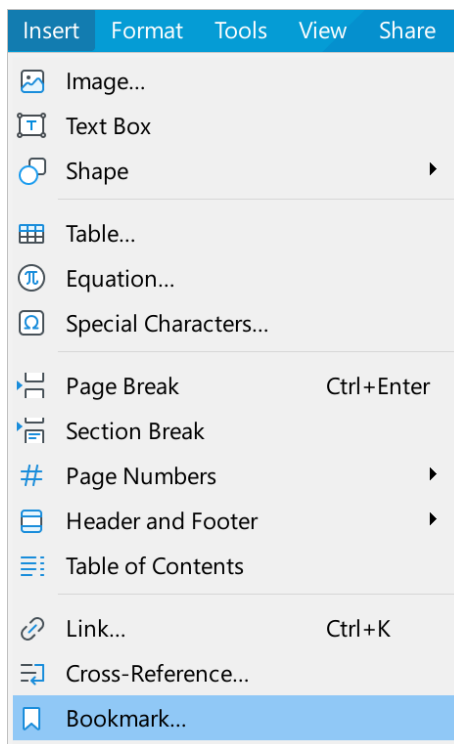 Insert Format Tools View Share
Image...
T Text Box
Shape
Table...
π Equation...
Ω Special Characters...
Page Break Ctrl+Enter
Section Break
# Page Numbers
Header and Footer
Table of Contents
Link... Ctrl+K
Cross-Reference...
Bookmark...